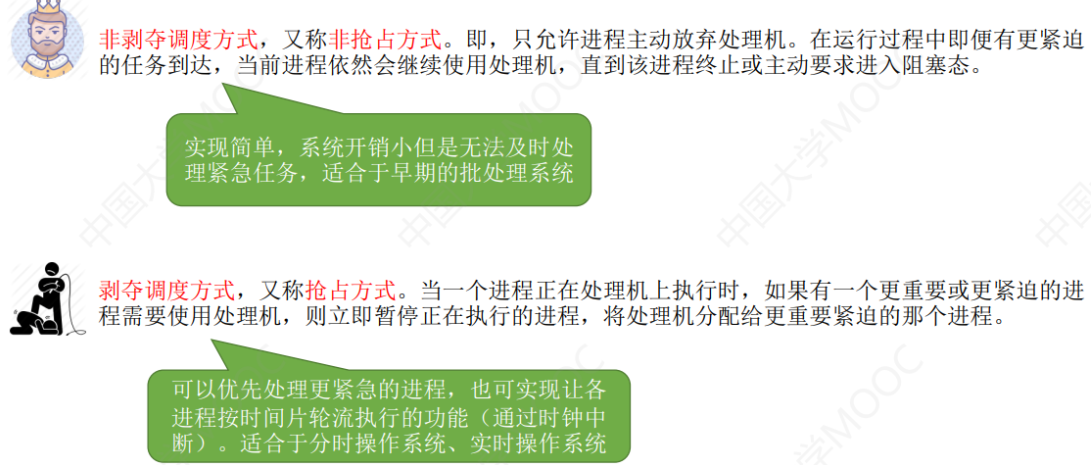 非剥夺调度方式，又称非抢占方式。即，只允许进程主动放弃处理机。在运行过程中即便有更紧迫
的任务到达，当前进程依然会继续使用处理机，直到该进程终止或主动要求进入阻塞态。
实现简单，系统开销小但是无法及时处
理紧急任务，适合于早期的批处理系统
剥夺调度方式，又称抢占方式。当一个进程正在处理机上执行时，如果有一个更重要或更紧迫的进
程需要使用处理机，则立即暂停正在执行的进程，将处理机分配给更重要紧迫的那个进程。
可以优先处理更紧急的进程，也可实现让各
进程按时间片轮流执行的功能（通过时钟中
断）。适合于分时操作系统、实时操作系统
中国大学MOOC